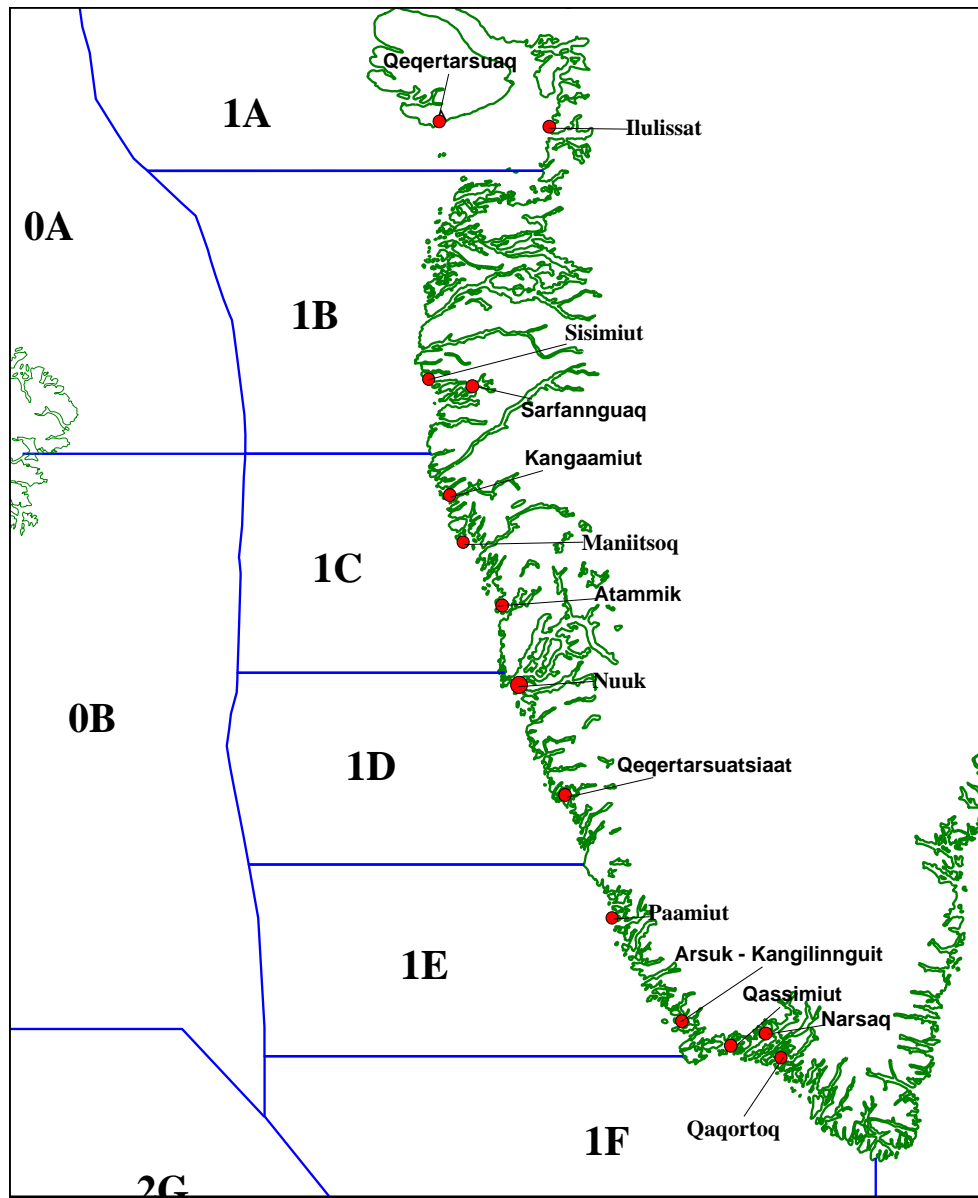 Qeqertarsuaq
1A
Ilulissat
0A
1B
Sisimiut
Sarfannguaq
Kangaamiut
Maniitsoq
1C
Atammik
Nuuk
0B
1D
Qeqertarsuatsiaat
Paamiut
Arsuk - Kangilinnguit
1E
Qassimiut
Narsaq
Qaqortoq
1F
2G